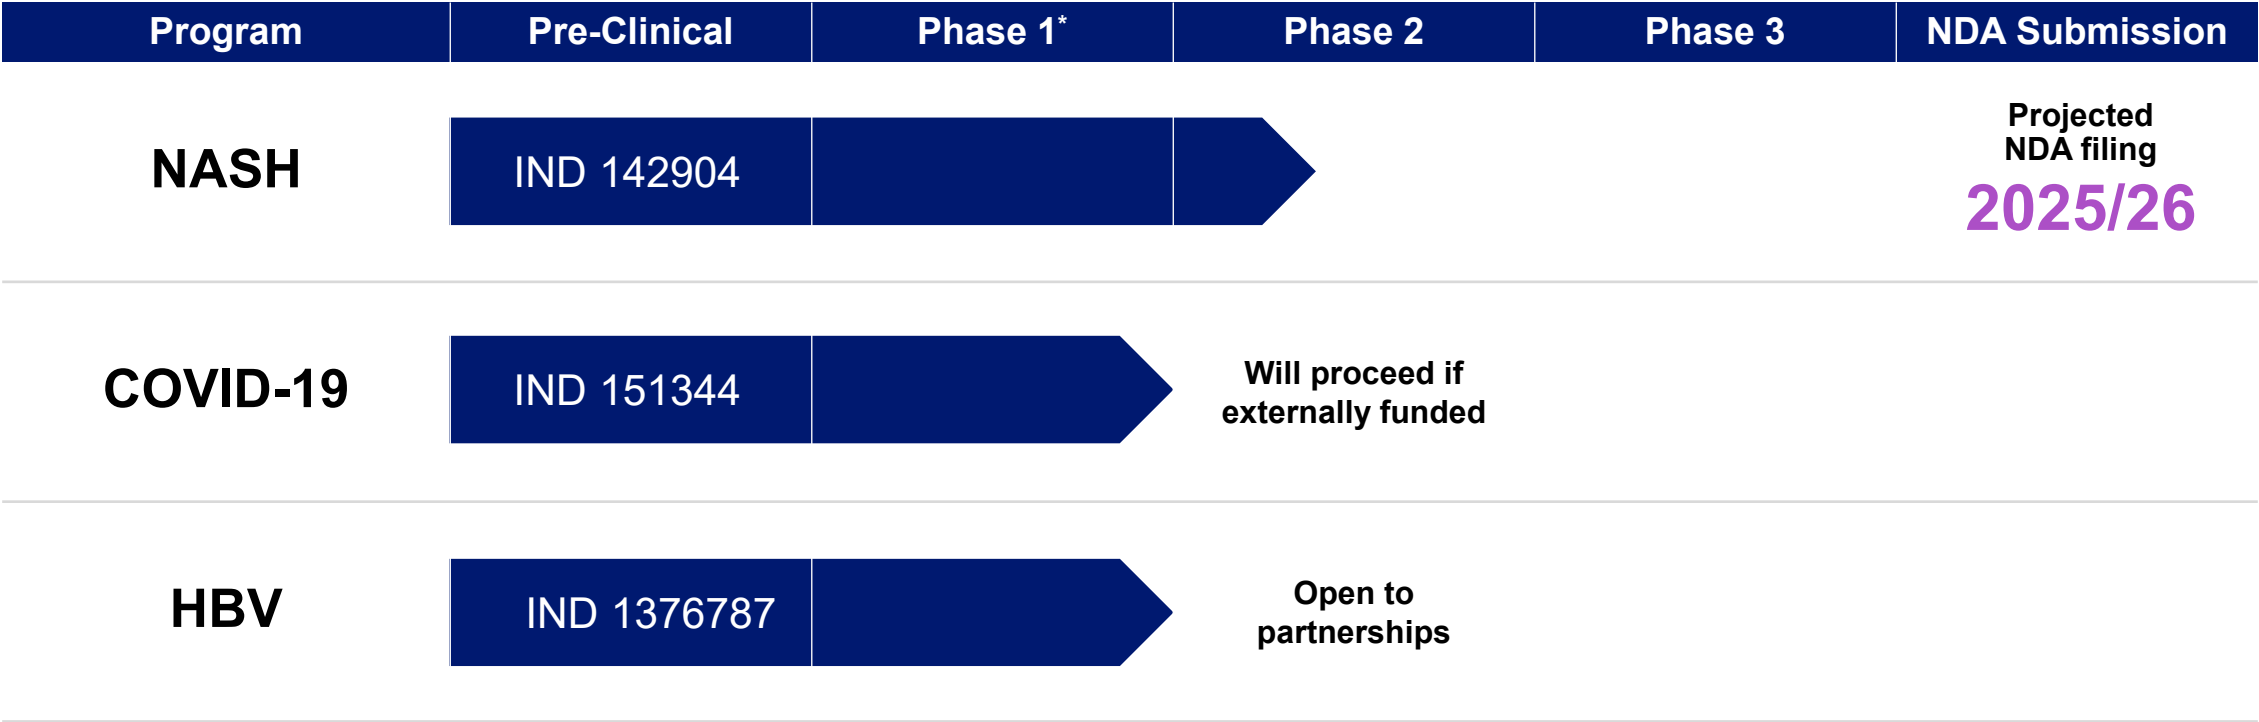 Program Pre-Clinical Phase 1* Phase 2 Phase 3 NDA Submission
NASH
IND 142904
Projected
NDA filing
2025/26
COVID-19
IND 151344
Will proceed if
externally funded
HBV
IND 1376787
Open to
partnerships